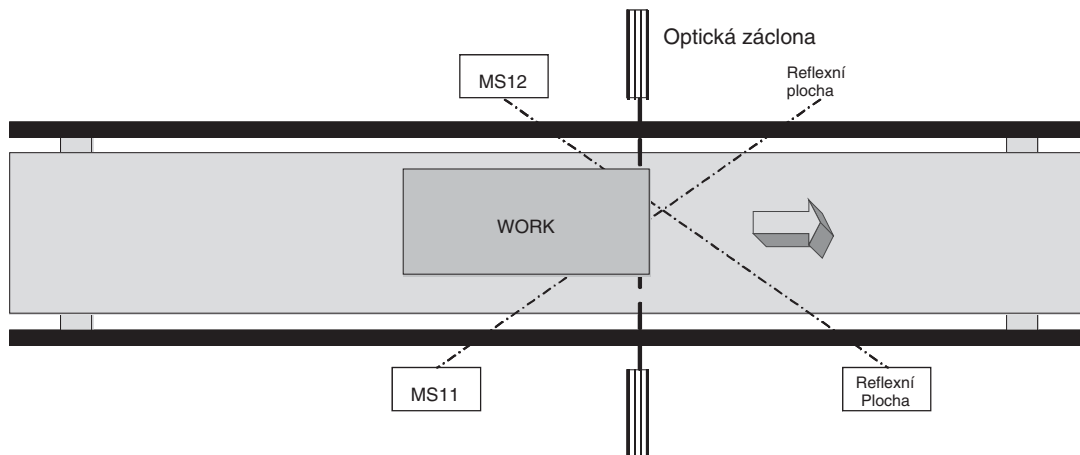 Optická záclona
MS12
Reflexní
plocha
WORK
MS11
Reflexní
Plocha